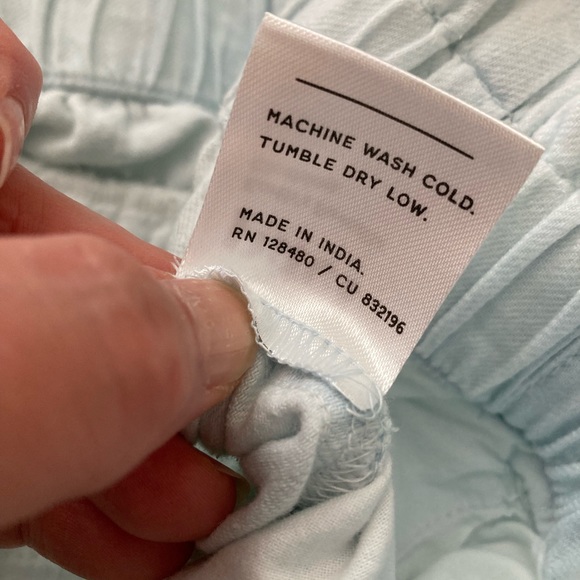 MACHINE WASH COLD.
TUMBLE DRY LOW.
MADE IN INDIA.
RN 128480 / CU 832196